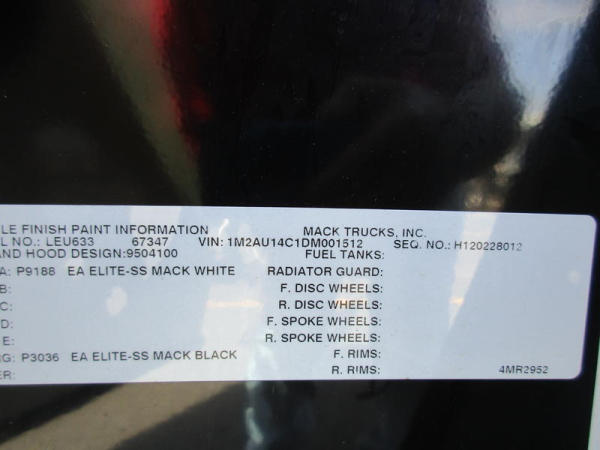 LE FINISH PAINT INFORMATION MACK TRUCKS, INC.
L NO.: LEU633 67347 VIN: 1M2AU14C1DM001512 SEQ. NO.: H120228012
AND HOOD DESIGN:9504100 FUEL TANKS:
A: P9188 EA ELITE-SS MACK WHITE RADIATOR GUARD:
B: F. DISC WHEELS:
C: R. DISC WHEELS:
D: F. SPOKE WHEELS:
E: R. SPOKE WHEELS:
NG: P3036 EA ELITE-SS MACK BLACK F. RIMS:
ER: R. RIMS: 4MR2952